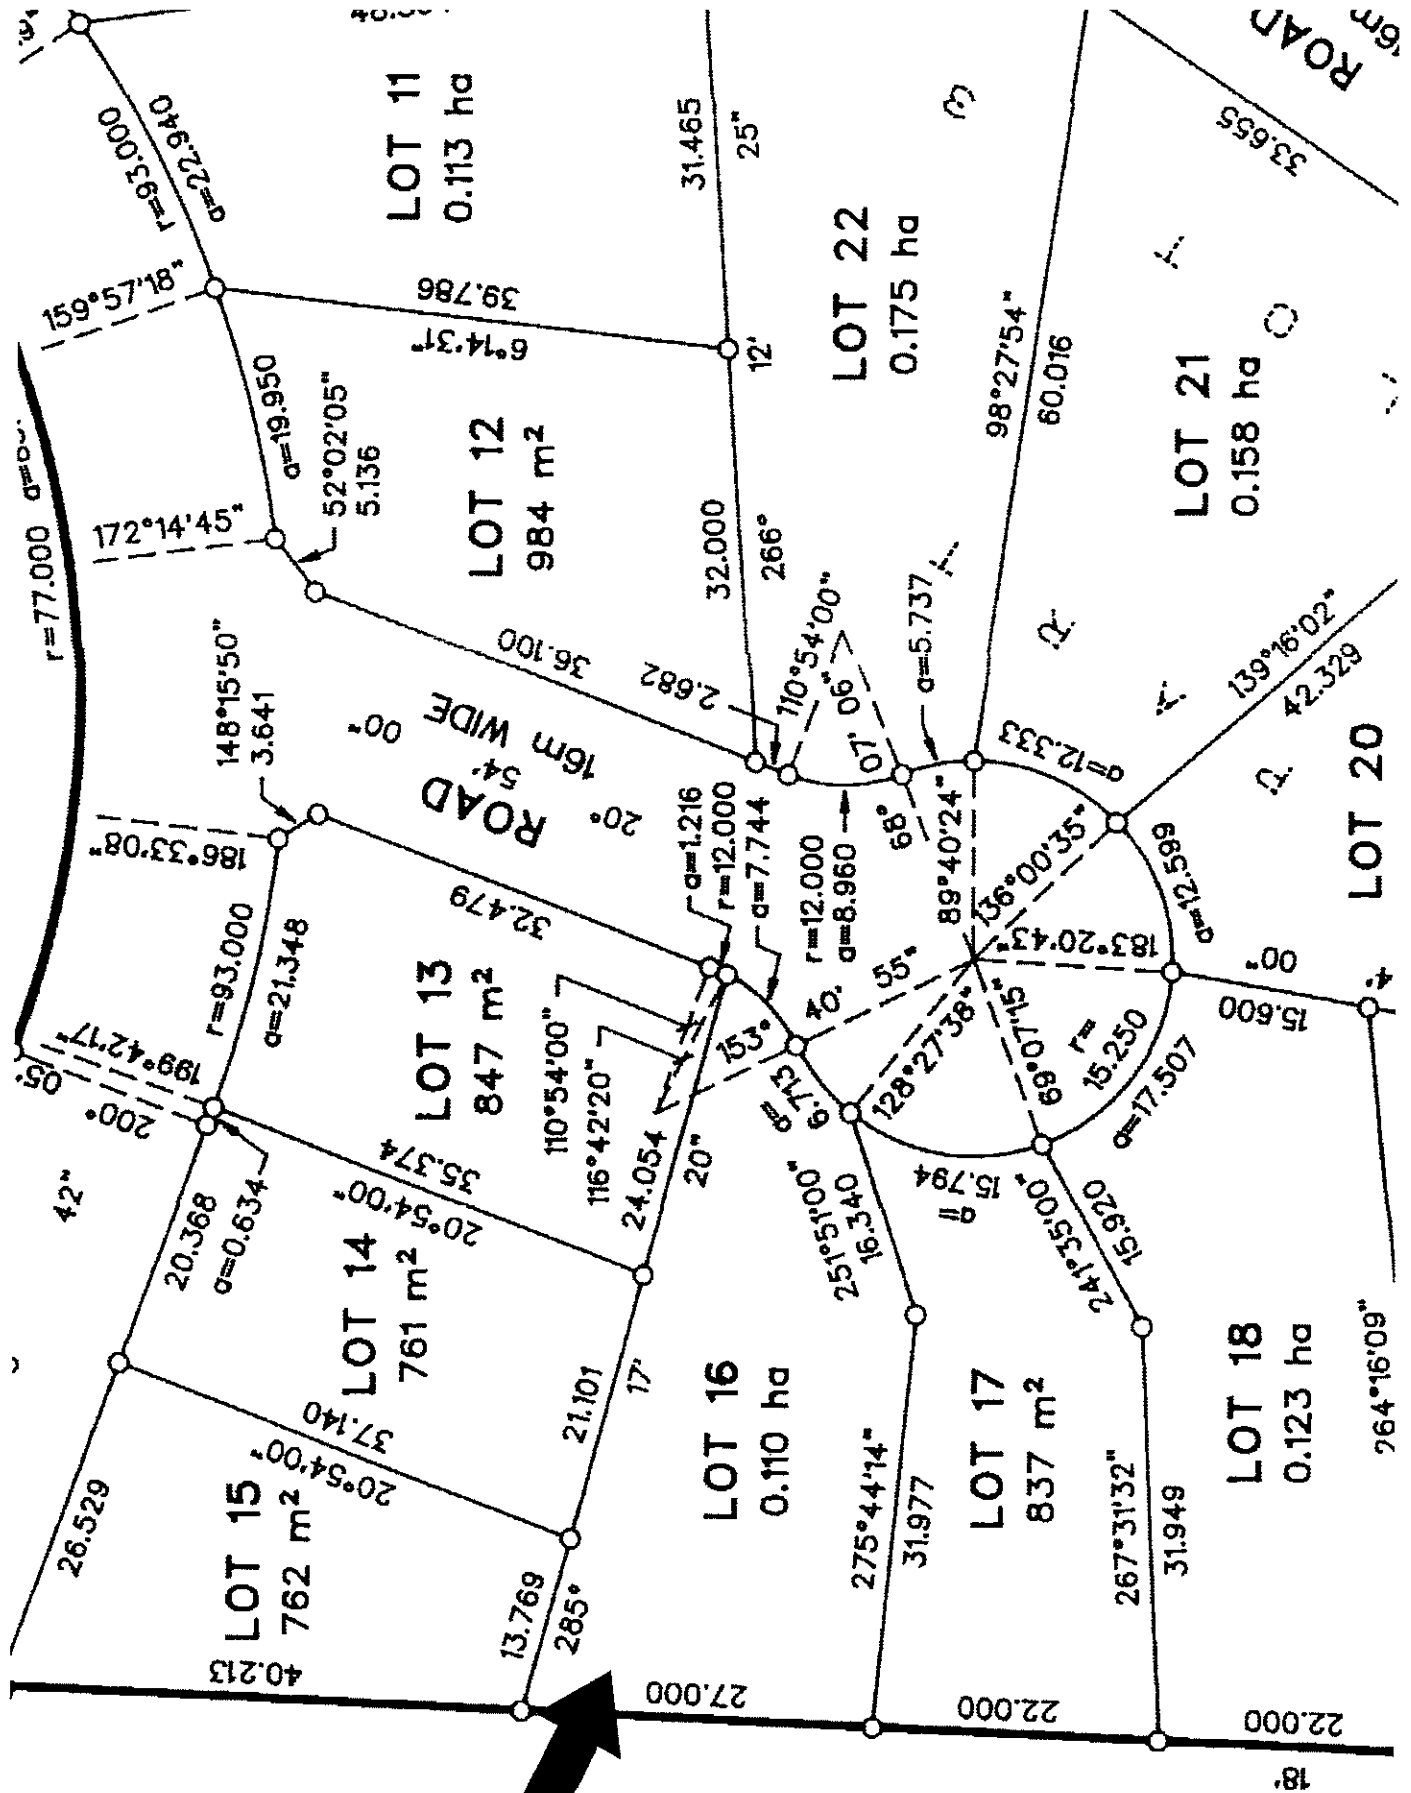 LOT 11
0.113 ha
r=93.000
a=22.940
159°57'18"
39.786
6°14'31"
31.465
25"
12'
LOT 22
0.175 ha
ROAD
16m
33.655
98°27'54"
60.016
LOT 21
0.158 ha
a=19.950
52°02'05"
5.136
172°14'45"
r=77.000
LOT 12
984 m²
32.000
266°
36.100
2.682
110°54'00"
68°
07'
06"
a=5.737
139°16'02"
42.329
LOT 20
148°15'50"
3.641
186°33'08"
ROAD
16m WIDE
20°
54'
00"
32.479
a=1.216
r=12.000
a=7.744
r=12.000
a=8.960
89°40'24"
a=12.333
136°00'35"
a=12.599
183°20'43"
r=93.000
a=21.348
199°42'17"
200°
05'
42"
LOT 13
847 m²
110°54'00"
116°42'20"
153°
40'
55"
128°27'38"
69°07'15"
r=
15.250
a=17.507
00"
15.600
4'
20.368
a=0.634
35.374
20°54'00"
24.054
20"
a=
6.713
a=
15.794
251°51'00"
16.340
241°35'00"
15.920
LOT 14
761 m²
37.140
20°54'00"
21.101
17'
LOT 16
0.110 ha
275°44'14"
31.977
LOT 17
837 m²
267°31'32"
31.949
LOT 18
0.123 ha
264°16'09"
26.529
LOT 15
762 m²
13.769
285°
40.213
27.000
22.000
22.000
18'